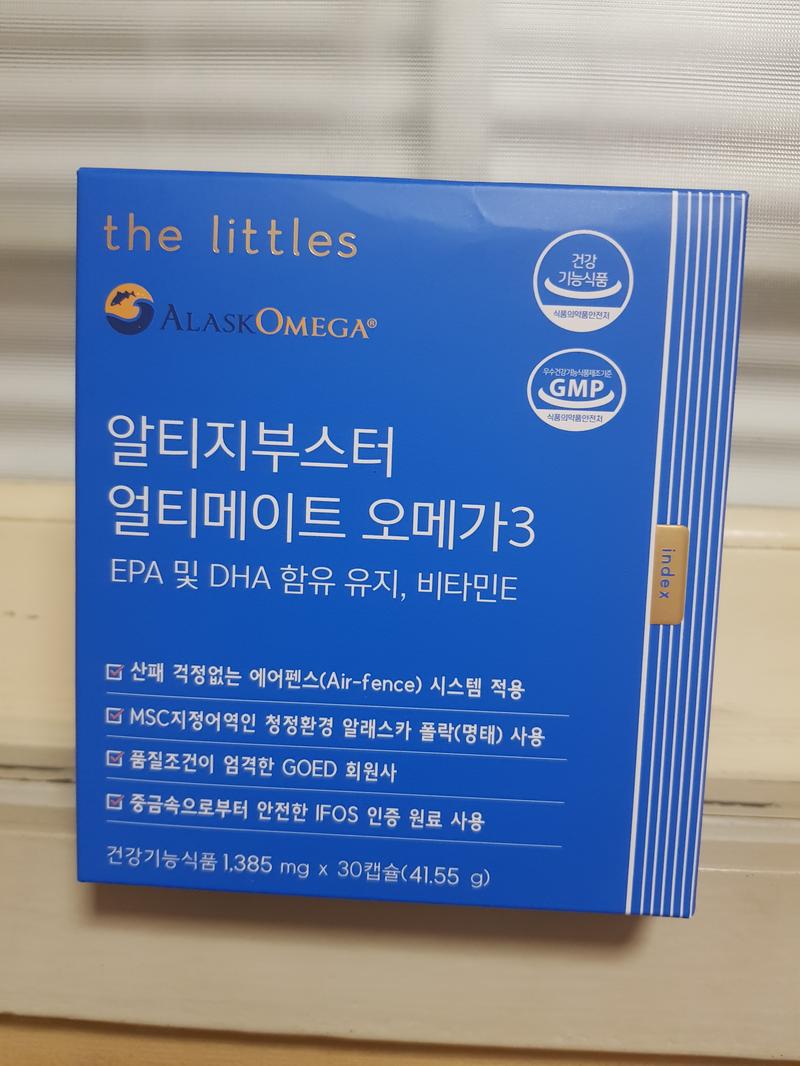 the littles
ALASKOMEGA®
건강
기능식품
식품의약품안전처
우수건강기능식품제조기준
GMP
식품의약품안전처
알티지부스터
얼티메이트 오메가3
EPA 및 DHA 함유 유지, 비타민E
index
산패 걱정없는 에어펜스(Air-fence) 시스템 적용
MSC지정어역인 청정환경 알래스카 폴락(명태) 사용
품질조건이 엄격한 GOED 회원사
중금속으로부터 안전한 IFOS 인증 원료 사용
건강기능식품 1,385 mg x 30캡슐(41.55 g)